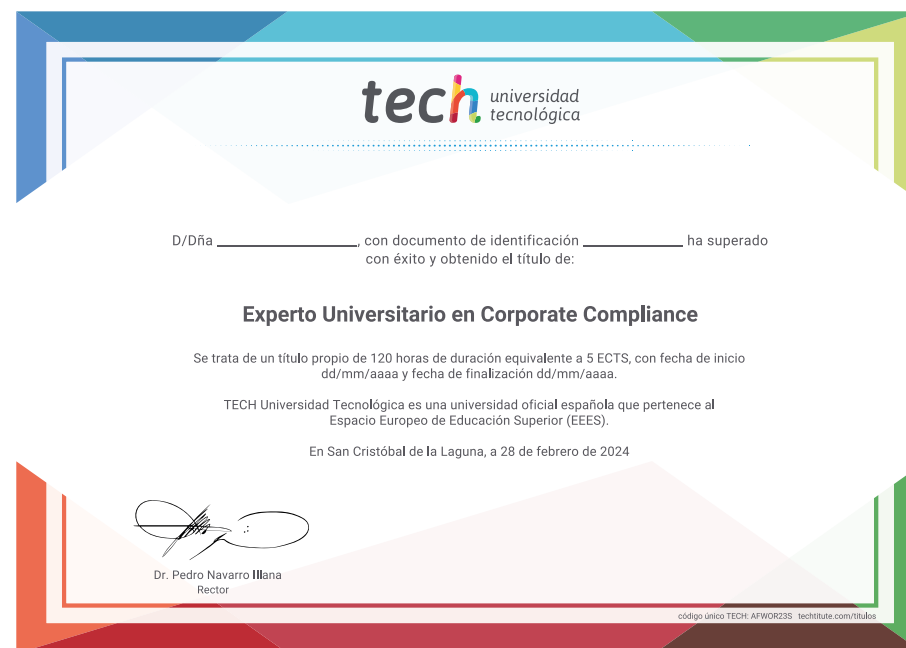 tech universidad
tecnológica
D/Dña ____________________, con documento de identificación ______________ ha superado
con éxito y obtenido el título de:
Experto Universitario en Corporate Compliance
Se trata de un título propio de 120 horas de duración equivalente a 5 ECTS, con fecha de inicio
dd/mm/aaaa y fecha de finalización dd/mm/aaaa.
TECH Universidad Tecnológica es una universidad oficial española que pertenece al
Espacio Europeo de Educación Superior (EEES).
En San Cristóbal de la Laguna, a 28 de febrero de 2024
Dr. Pedro Navarro Illana
Rector
código único TECH: AFWOR23S techtitute.com/titulos